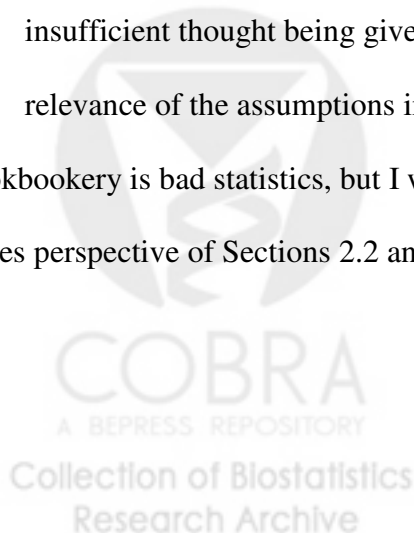 insufficient thought being give
relevance of the assumptions i
kbookery is bad statistics, but I
es perspective of Sections 2.2 an
COBRA
A BEPRESS REPOSITORY
Collection of Biostatistics
Research Archive